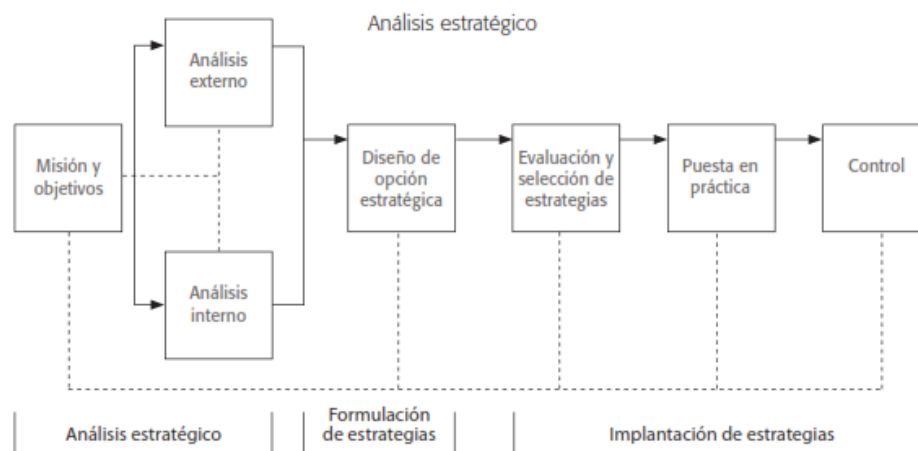 Análisis estratégico
Análisis
externo
Misión y
objetivos
Análisis
interno
Diseño de
opción
estratégica
Evaluación y
selección de
estrategias
Puesta en
práctica
Control
Análisis estratégico
Formulación
de estrategias
Implantación de estrategias